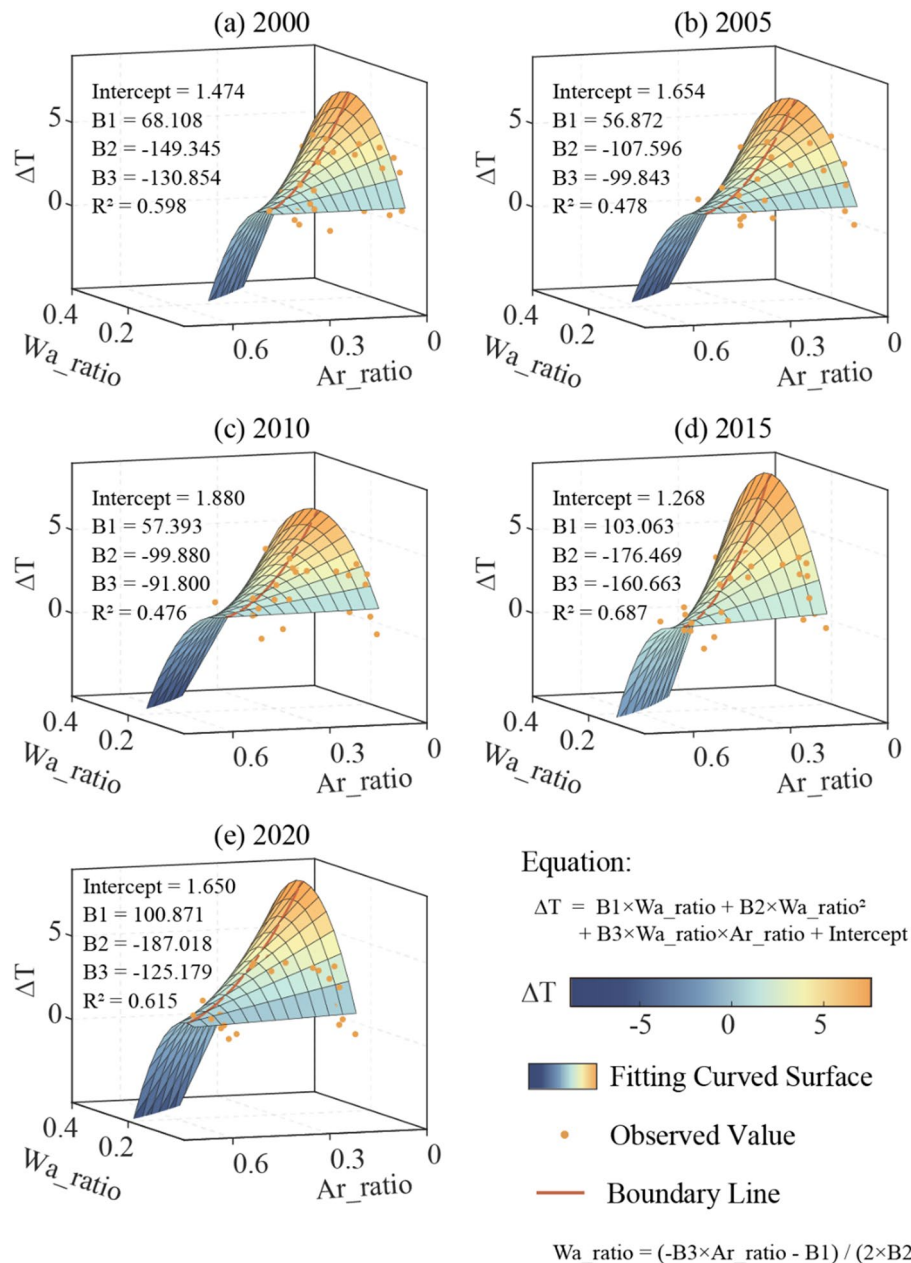 (a) 2000
Intercept = 1.474
B1 = 68.108
B2 = -149.345
B3 = -130.854
R² = 0.598
5
0
ΔT
0.4
0.2
Wa_ratio
0.6
0.3
0
Ar_ratio
(b) 2005
Intercept = 1.654
B1 = 56.872
B2 = -107.596
B3 = -99.843
R² = 0.478
5
0
ΔT
0.4
0.2
Wa_ratio
0.6
0.3
0
Ar_ratio
(c) 2010
Intercept = 1.880
B1 = 57.393
B2 = -99.880
B3 = -91.800
R² = 0.476
5
0
ΔT
0.4
0.2
Wa_ratio
0.6
0.3
0
Ar_ratio
(d) 2015
Intercept = 1.268
B1 = 103.063
B2 = -176.469
B3 = -160.663
R² = 0.687
5
0
ΔT
0.4
0.2
Wa_ratio
0.6
0.3
0
Ar_ratio
(e) 2020
Intercept = 1.650
B1 = 100.871
B2 = -187.018
B3 = -125.179
R² = 0.615
5
0
ΔT
0.4
0.2
Wa_ratio
0.6
0.3
0
Ar_ratio
Equation:
ΔT = B1×Wa_ratio + B2×Wa_ratio²
+ B3×Wa_ratio×Ar_ratio + Intercept
ΔT
-5 0 5
Fitting Curved Surface
Observed Value
Boundary Line
Wa_ratio = (-B3×Ar_ratio - B1) / (2×B2